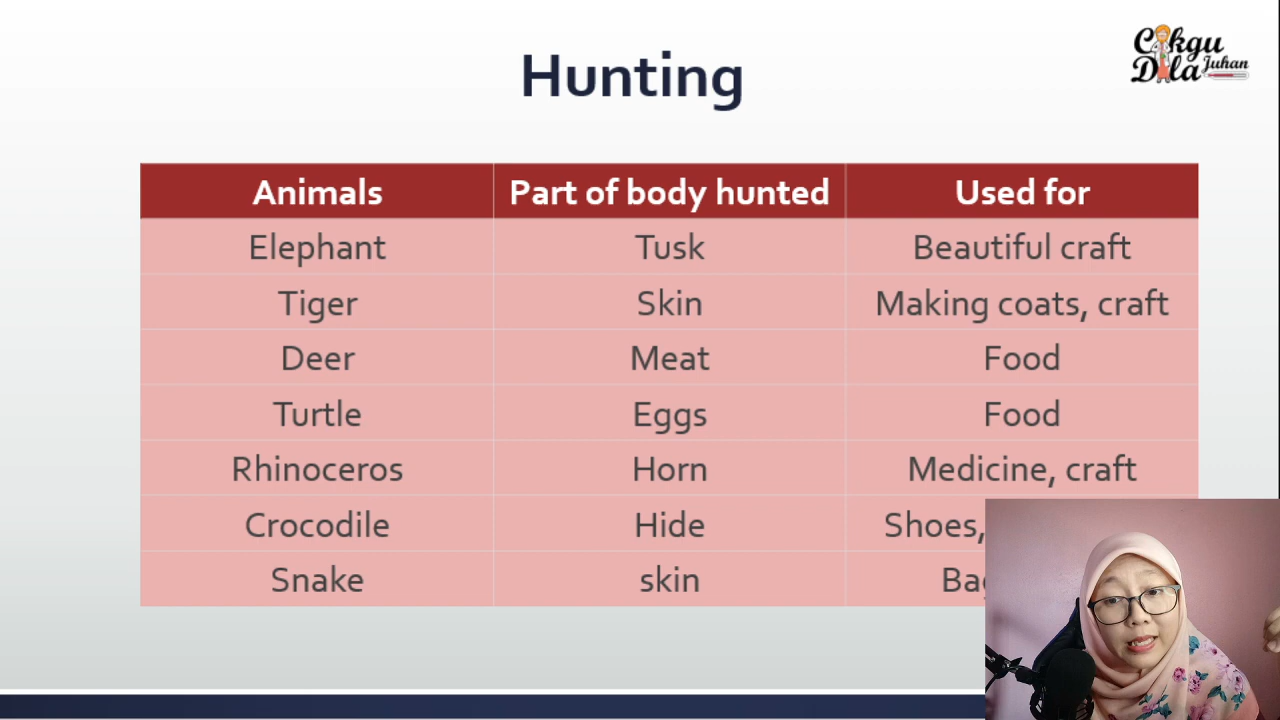 Cikgu
Dila Juhan
Hunting
Animals Part of body hunted Used for
Elephant Tusk Beautiful craft
Tiger Skin Making coats, craft
Deer Meat Food
Turtle Eggs Food
Rhinoceros Horn Medicine, craft
Crocodile Hide Shoes,
Snake skin